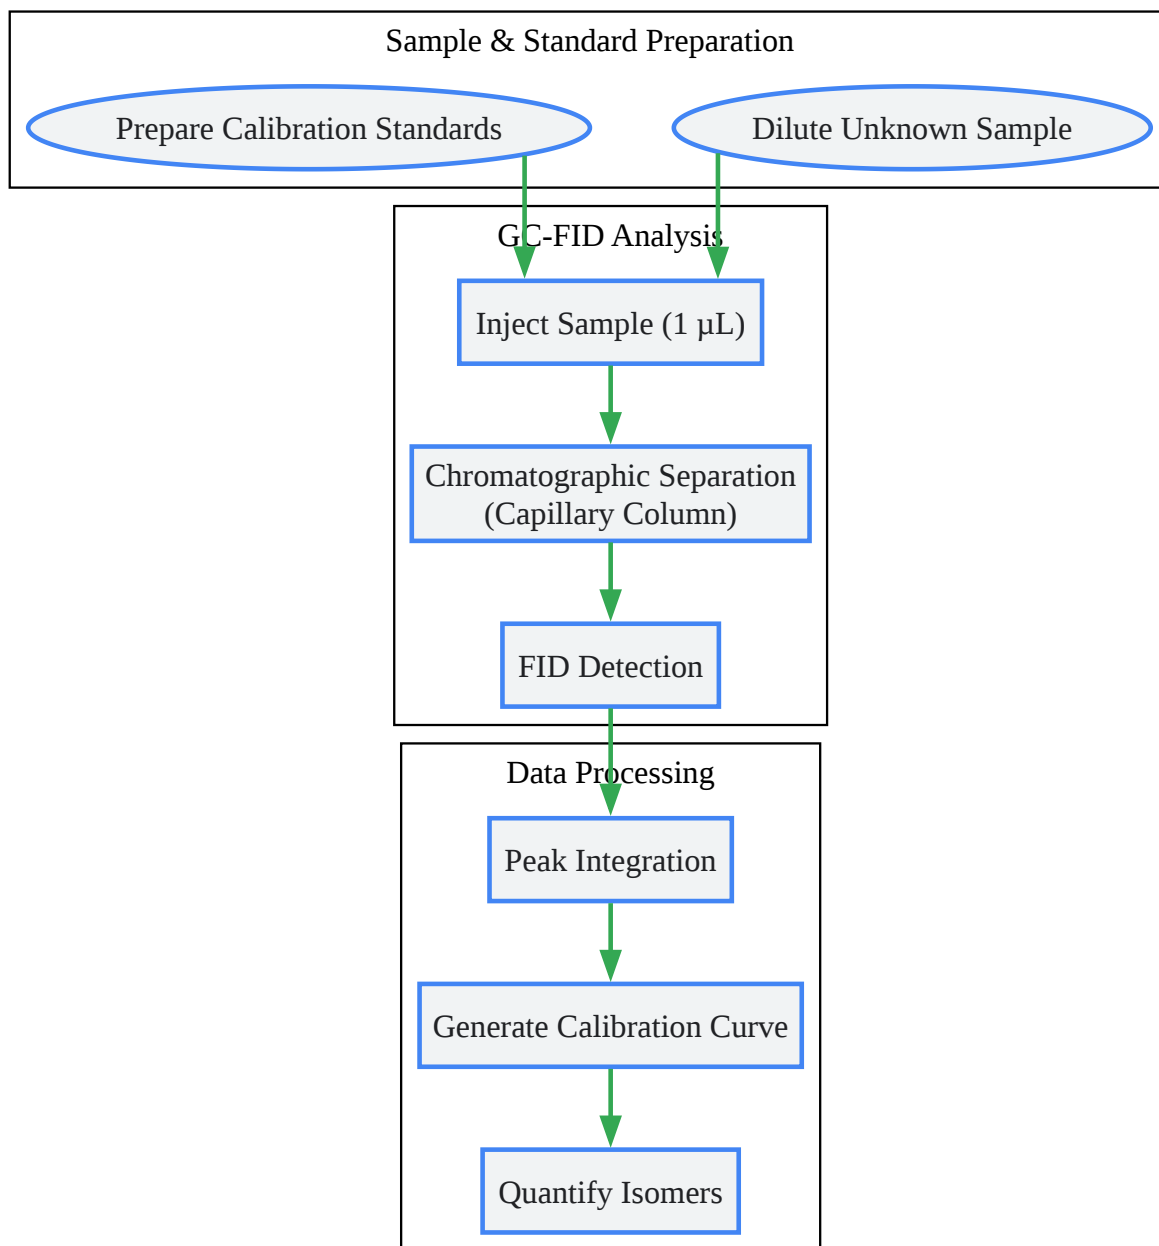 Sample & Standard Preparation
Prepare Calibration Standards
Dilute Unknown Sample
GC-FID Analysis
Inject Sample (1 µL)
Chromatographic Separation
(Capillary Column)
FID Detection
Data Processing
Peak Integration
Generate Calibration Curve
Quantify Isomers